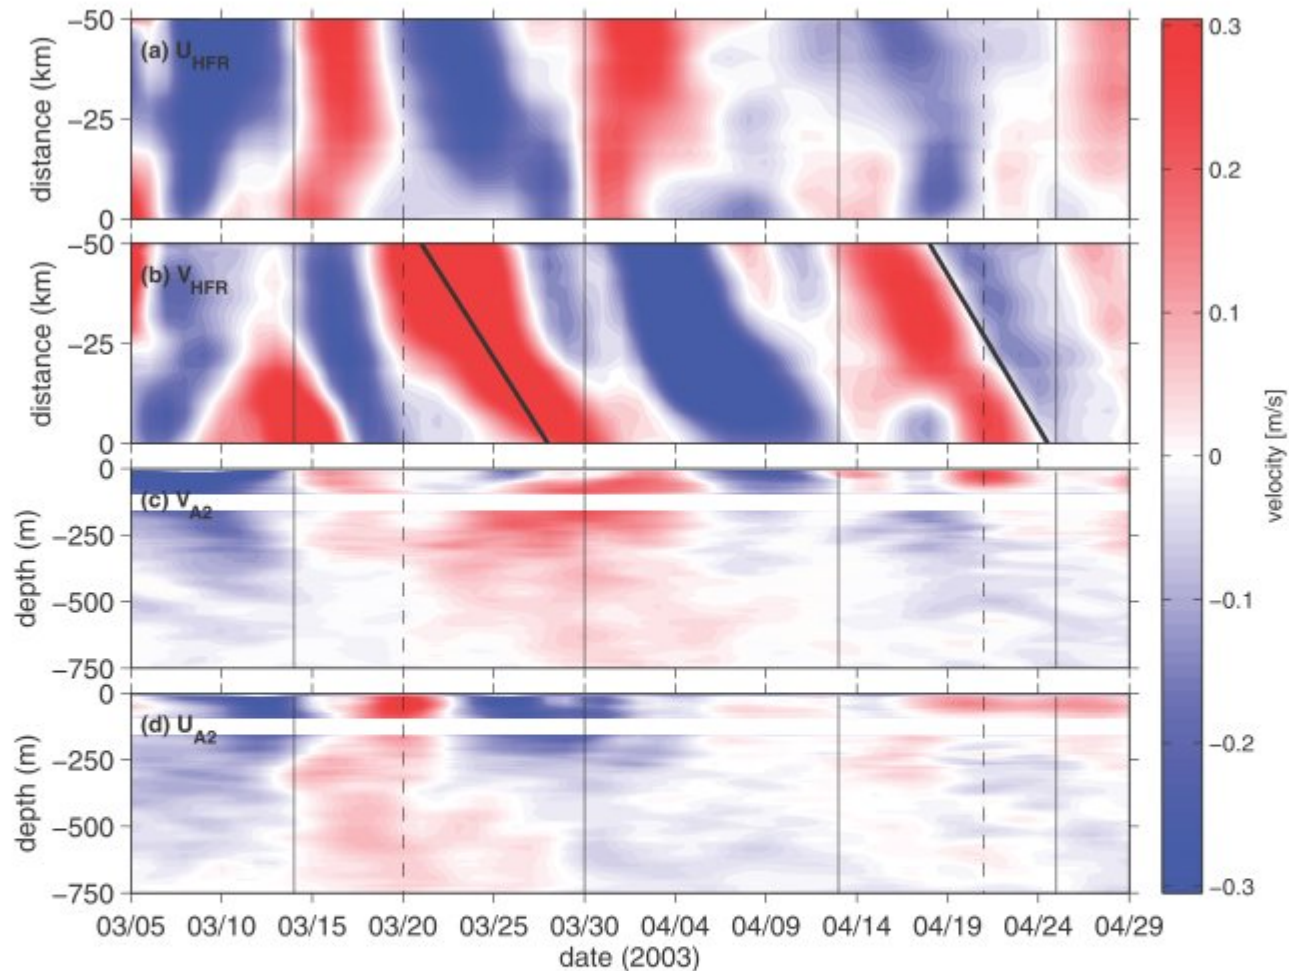 −50
−25
0
distance (km)
(a) U_HFR
−50
−25
0
distance (km)
(b) V_HFR
0
−250
−500
−750
depth (m)
(c) V_A2
0
−250
−500
−750
depth (m)
(d) U_A2
03/05 03/10 03/15 03/20 03/25 03/30 04/04 04/09 04/14 04/19 04/24 04/29
date (2003)
0.3
0.2
0.1
0
−0.1
−0.2
−0.3
velocity [m/s]